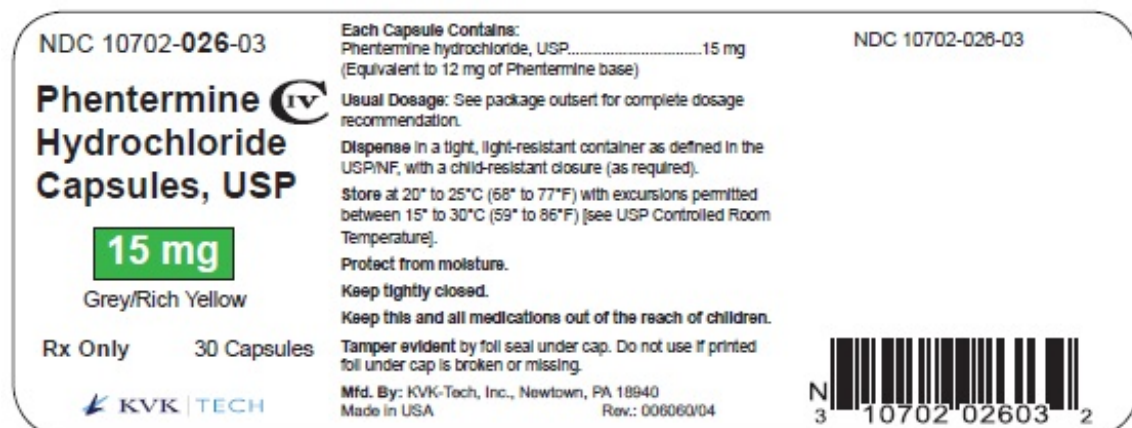 NDC 10702-026-03
Phentermine CIV
Hydrochloride
Capsules, USP
15 mg
Grey/Rich Yellow
Rx Only 30 Capsules
KVK TECH
Each Capsule Contains:
Phentermine hydrochloride, USP................................15 mg
(Equivalent to 12 mg of Phentermine base)
Usual Dosage: See package outsert for complete dosage
recommendation.
Dispense in a tight, light-resistant container as defined in the
USP/NF, with a child-resistant closure (as required).
Store at 20° to 25°C (68° to 77°F) with excursions permitted
between 15° to 30°C (59° to 86°F) [see USP Controlled Room
Temperature].
Protect from moisture.
Keep tightly closed.
Keep this and all medications out of the reach of children.
Tamper evident by foil seal under cap. Do not use if printed
foil under cap is broken or missing.
Mfd. By: KVK-Tech, Inc., Newtown, PA 18940
Made in USA Rev.: 006060/04
NDC 10702-026-03
N
3 10702 02603 2